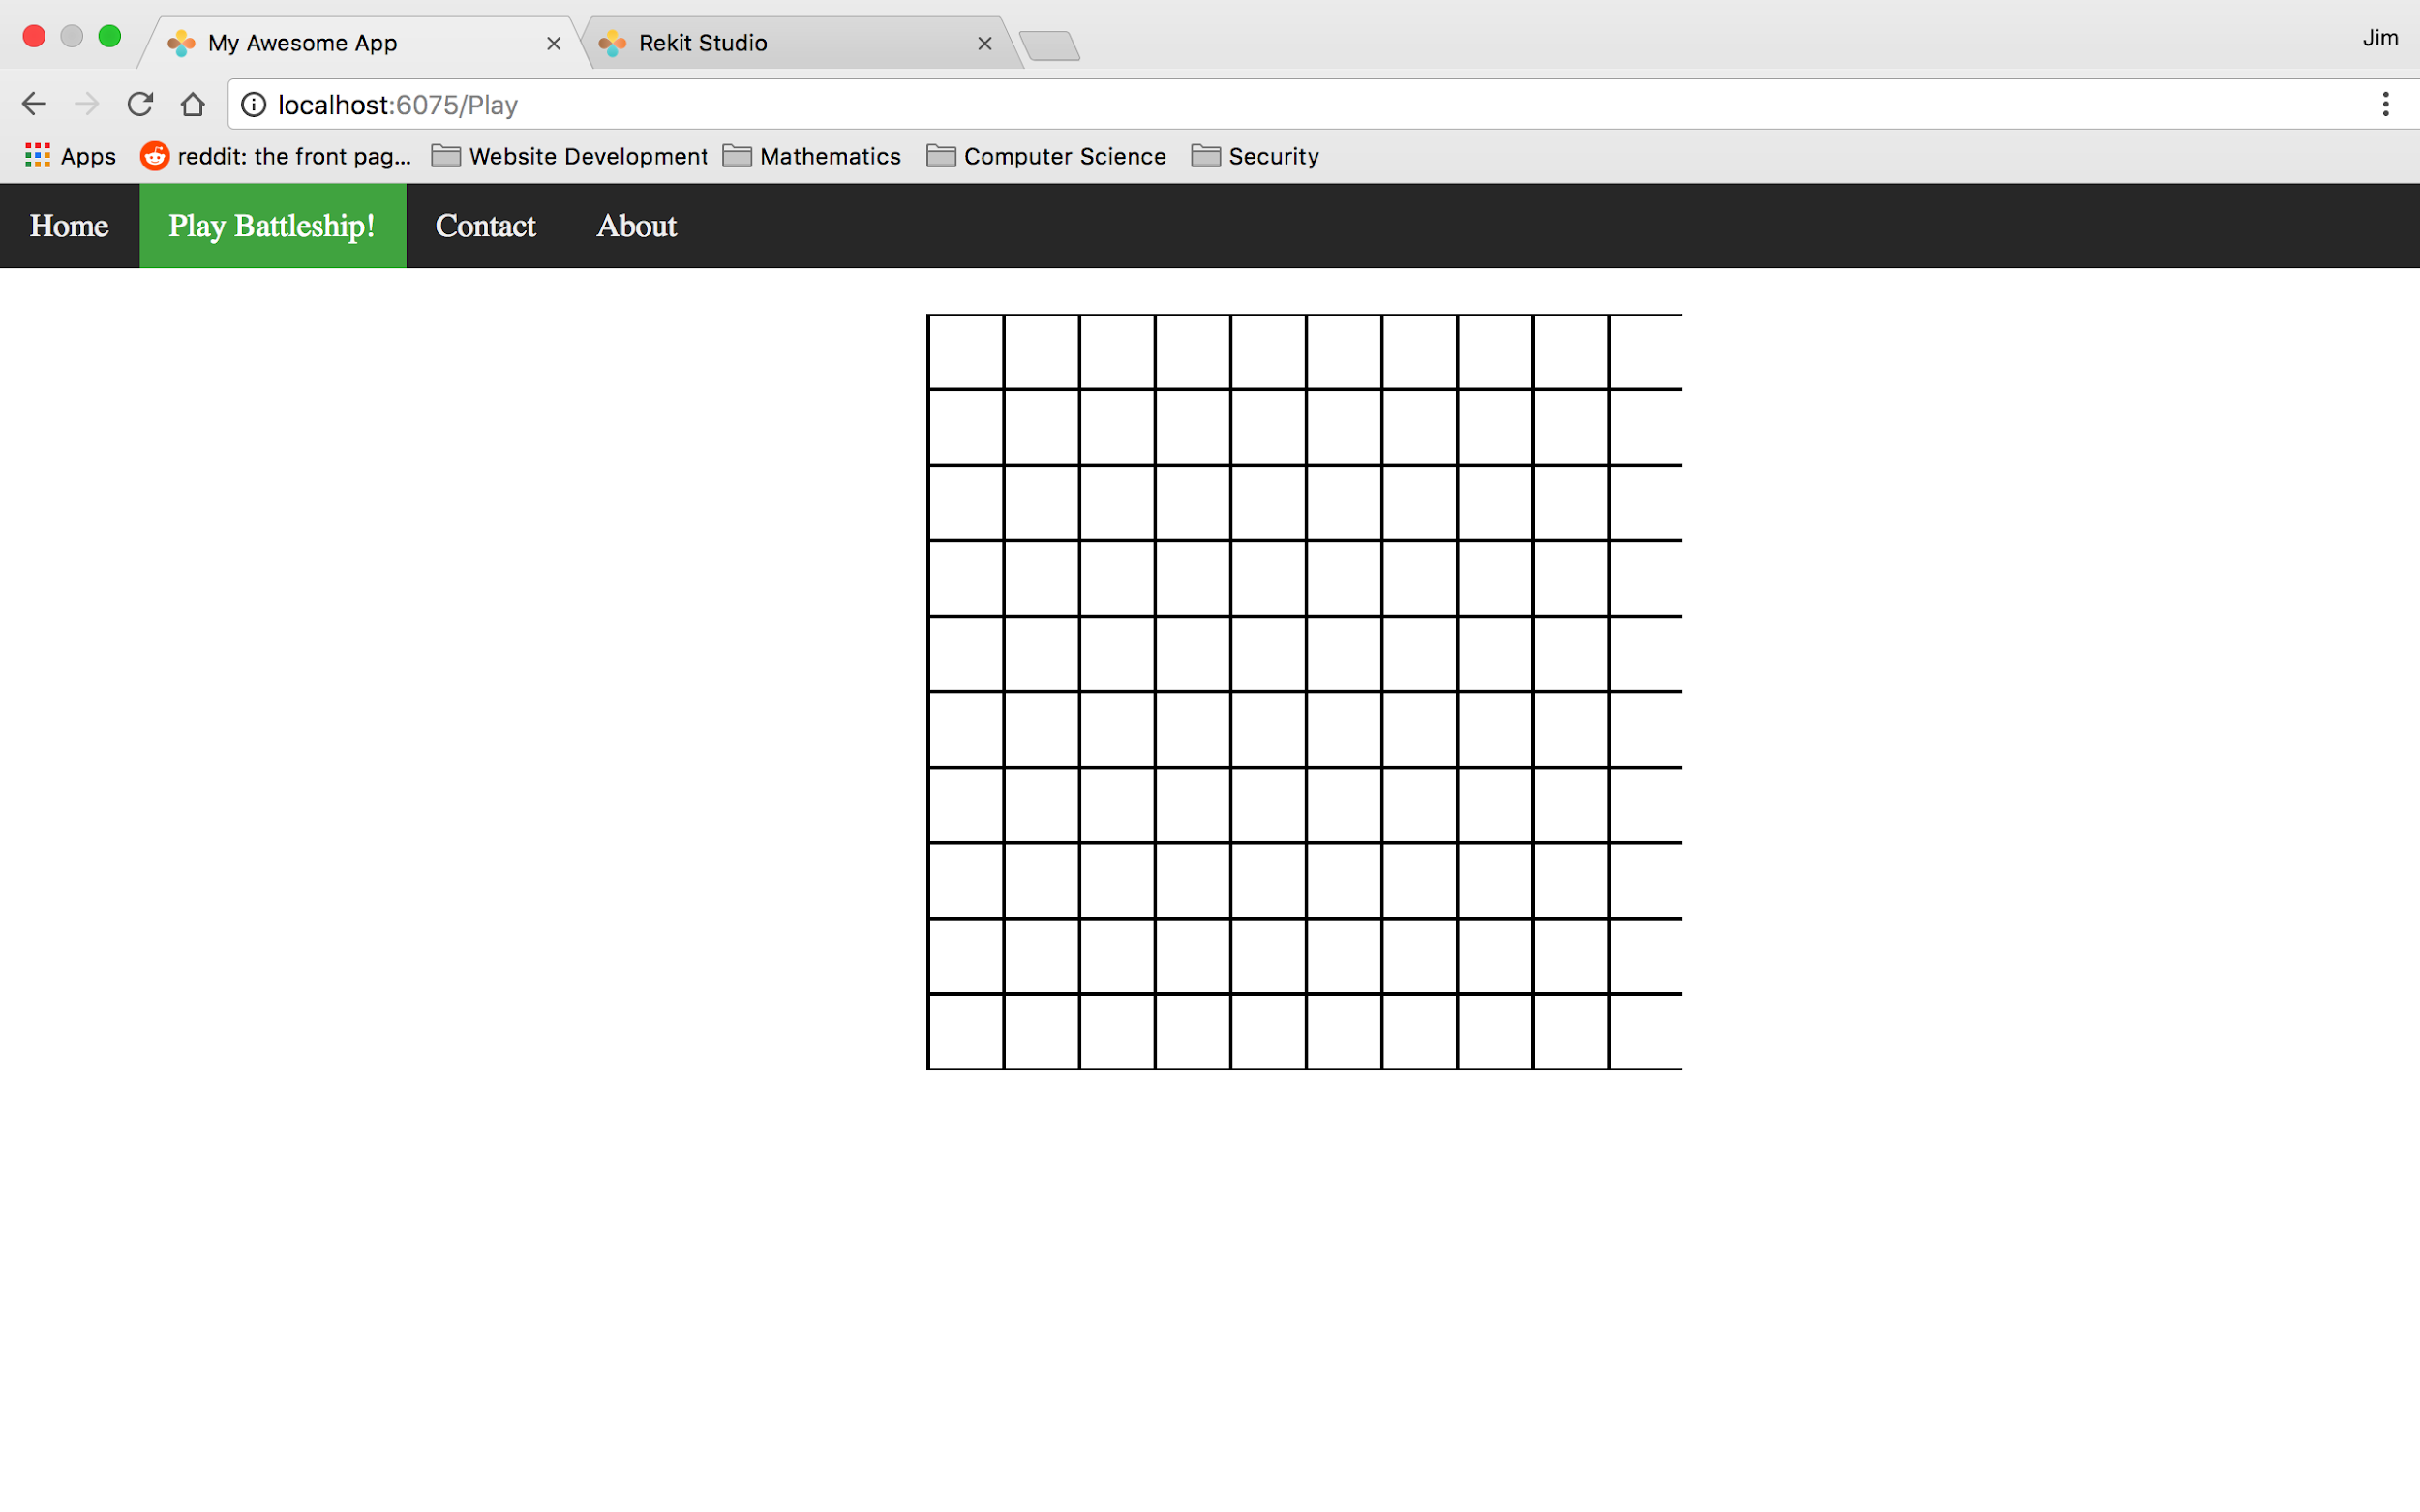 My Awesome App
Rekit Studio
Jim
localhost:6075/Play
Apps reddit: the front pag... Website Development Mathematics Computer Science Security
Home Play Battleship! Contact About